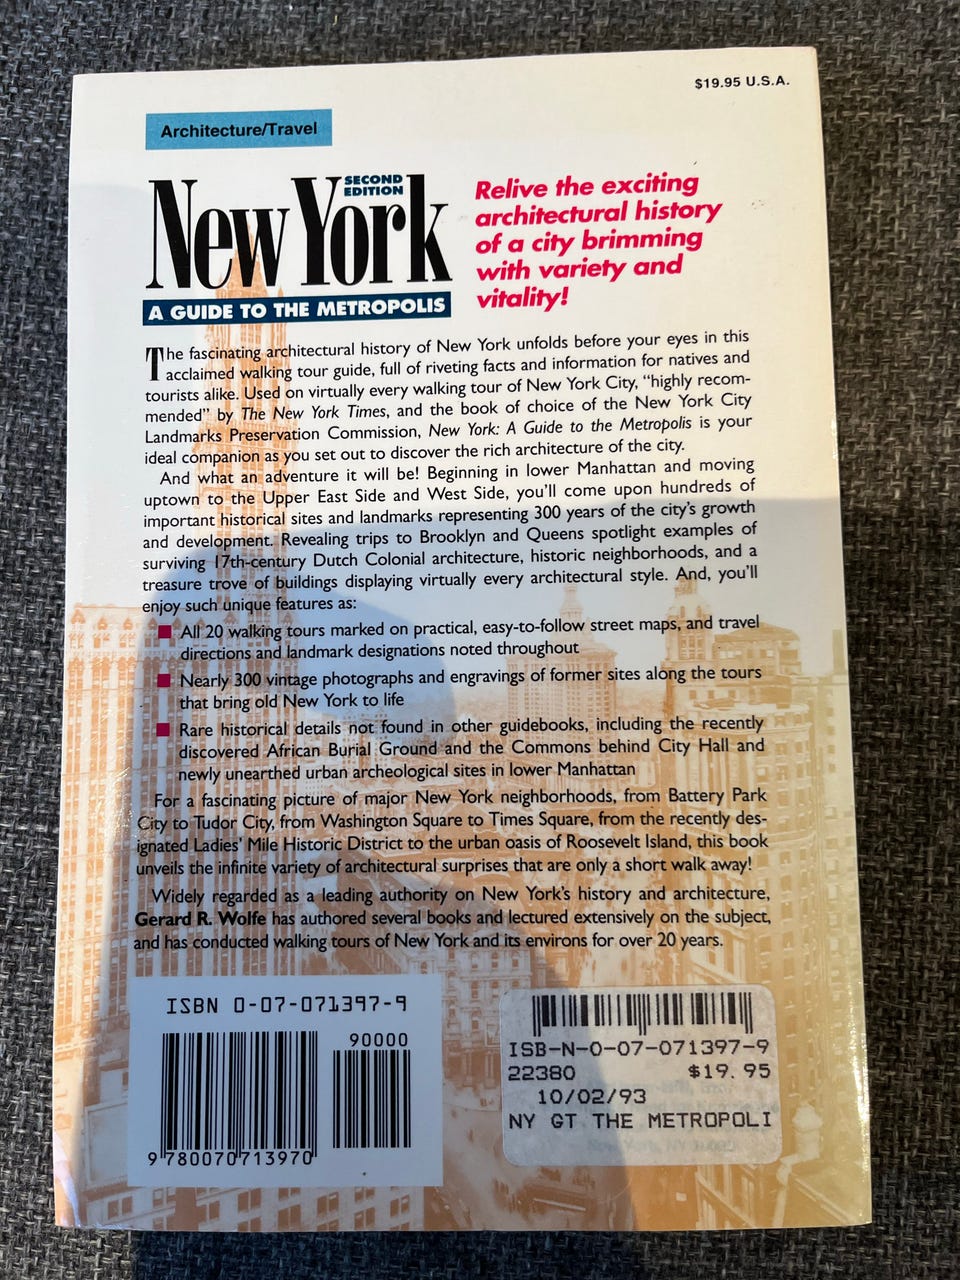 $19.95 U.S.A.
Architecture/Travel
SECOND
EDITION
New York
A GUIDE TO THE METROPOLIS
Relive the exciting
architectural history
of a city brimming
with variety and
vitality!
The fascinating architectural history of New York unfolds before your eyes in this
acclaimed walking tour guide, full of riveting facts and information for natives and
tourists alike. Used on virtually every walking tour of New York City, “highly recom-
mended” by The New York Times, and the book of choice of the New York City
Landmarks Preservation Commission, New York: A Guide to the Metropolis is your
ideal companion as you set out to discover the rich architecture of the city.
And what an adventure it will be! Beginning in lower Manhattan and moving
uptown to the Upper East Side and West Side, you’ll come upon hundreds of
important historical sites and landmarks representing 300 years of the city’s growth
and development. Revealing trips to Brooklyn and Queens spotlight examples of
surviving 17th-century Dutch Colonial architecture, historic neighborhoods, and a
treasure trove of buildings displaying virtually every architectural style. And, you’ll
enjoy such unique features as:
■ All 20 walking tours marked on practical, easy-to-follow street maps, and travel
directions and landmark designations noted throughout
■ Nearly 300 vintage photographs and engravings of former sites along the tours
that bring old New York to life
■ Rare historical details not found in other guidebooks, including the recently
discovered African Burial Ground and the Commons behind City Hall and
newly unearthed urban archeological sites in lower Manhattan
For a fascinating picture of major New York neighborhoods, from Battery Park
City to Tudor City, from Washington Square to Times Square, from the recently des-
ignated Ladies’ Mile Historic District to the urban oasis of Roosevelt Island, this book
unveils the infinite variety of architectural surprises that are only a short walk away!
Widely regarded as a leading authority on New York’s history and architecture,
Gerard R. Wolfe has authored several books and lectured extensively on the subject,
and has conducted walking tours of New York and its environs for over 20 years.
ISBN 0-07-071397-9
90000
9 780070 713970
ISB-N-0-07-071397-9
22380 $19.95
10/02/93
NY GT THE METROPOLI